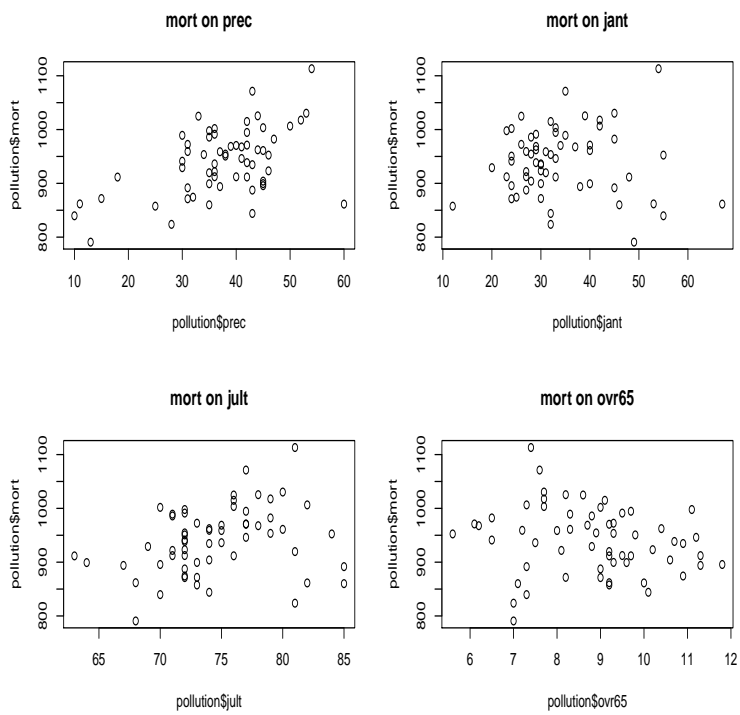 mort on prec
pollution$mort
800 900 1000 1100
10 20 30 40 50 60
pollution$prec
mort on jant
pollution$mort
800 900 1000 1100
10 20 30 40 50 60
pollution$jant
mort on jult
pollution$mort
800 900 1000 1100
65 70 75 80 85
pollution$jult
mort on ovr65
pollution$mort
800 900 1000 1100
6 7 8 9 10 11 12
pollution$ovr65